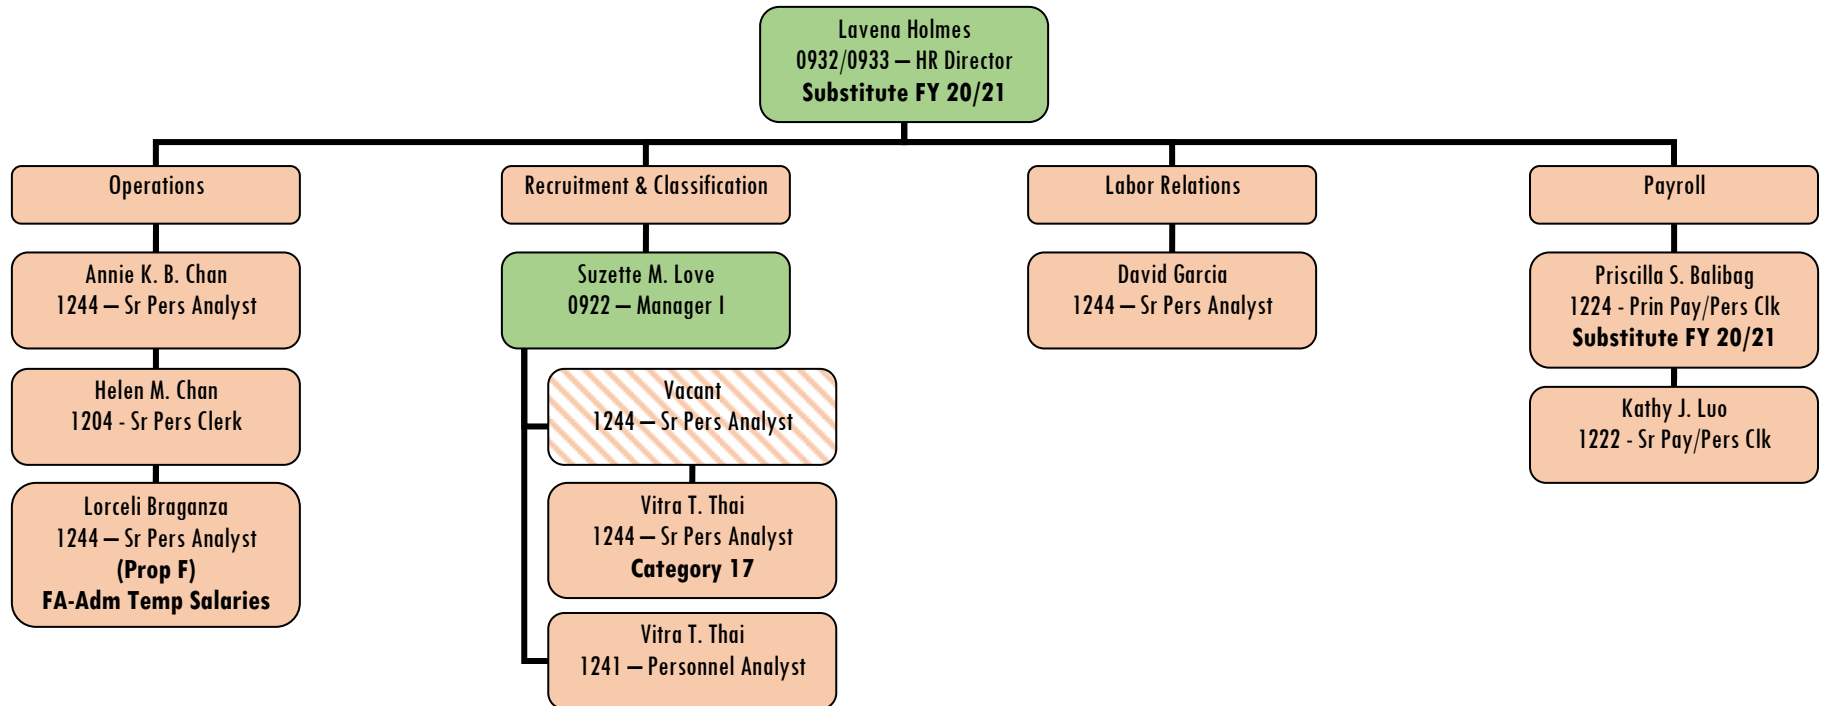 Lavena Holmes
0932/0933 – HR Director
Substitute FY 20/21
Operations
Annie K. B. Chan
1244 – Sr Pers Analyst
Helen M. Chan
1204 - Sr Pers Clerk
Lorceli Braganza
1244 – Sr Pers Analyst
(Prop F)
FA-Adm Temp Salaries
Recruitment & Classification
Suzette M. Love
0922 – Manager I
Vacant
1244 – Sr Pers Analyst
Vitra T. Thai
1244 – Sr Pers Analyst
Category 17
Vitra T. Thai
1241 – Personnel Analyst
Labor Relations
David Garcia
1244 – Sr Pers Analyst
Payroll
Priscilla S. Balibag
1224 - Prin Pay/Pers Clk
Substitute FY 20/21
Kathy J. Luo
1222 - Sr Pay/Pers Clk